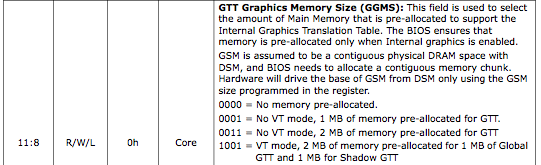 GTT Graphics Memory Size (GGMS): This field is used to select
the amount of Main Memory that is pre-allocated to support the
Internal Graphics Translation Table. The BIOS ensures that
memory is pre-allocated only when Internal graphics is enabled.
GSM is assumed to be a contiguous physical DRAM space with
DSM, and BIOS needs to allocate a contiguous memory chunk.
Hardware will drive the base of GSM from DSM only using the GSM
size programmed in the register.
0000 = No memory pre-allocated.
0001 = No VT mode, 1 MB of memory pre-allocated for GTT.
0011 = No VT mode, 2 MB of memory pre-allocated for GTT
11:8 R/W/L 0h Core 1001 = VT mode, 2 MB of memory pre-allocated for 1 MB of Global
GTT and 1 MB for Shadow GTT